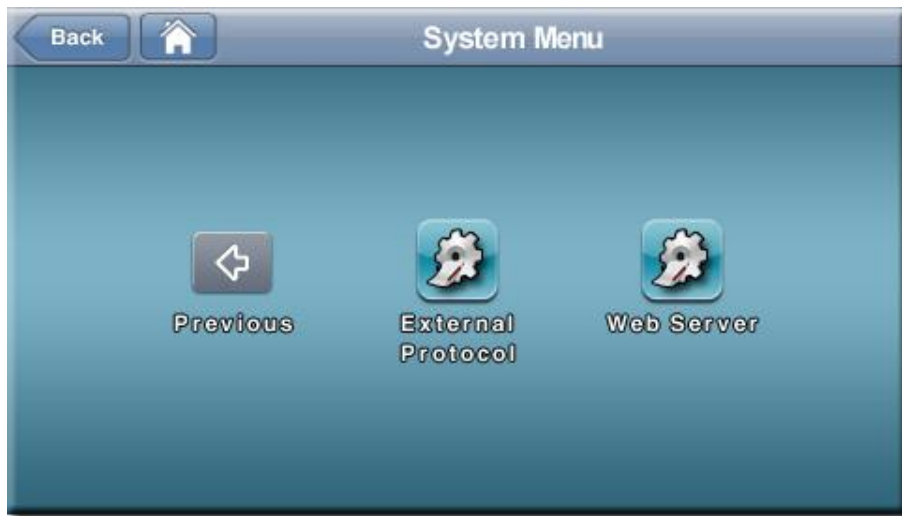 Back
System Menu
Previous
External
Protocol
Web Server